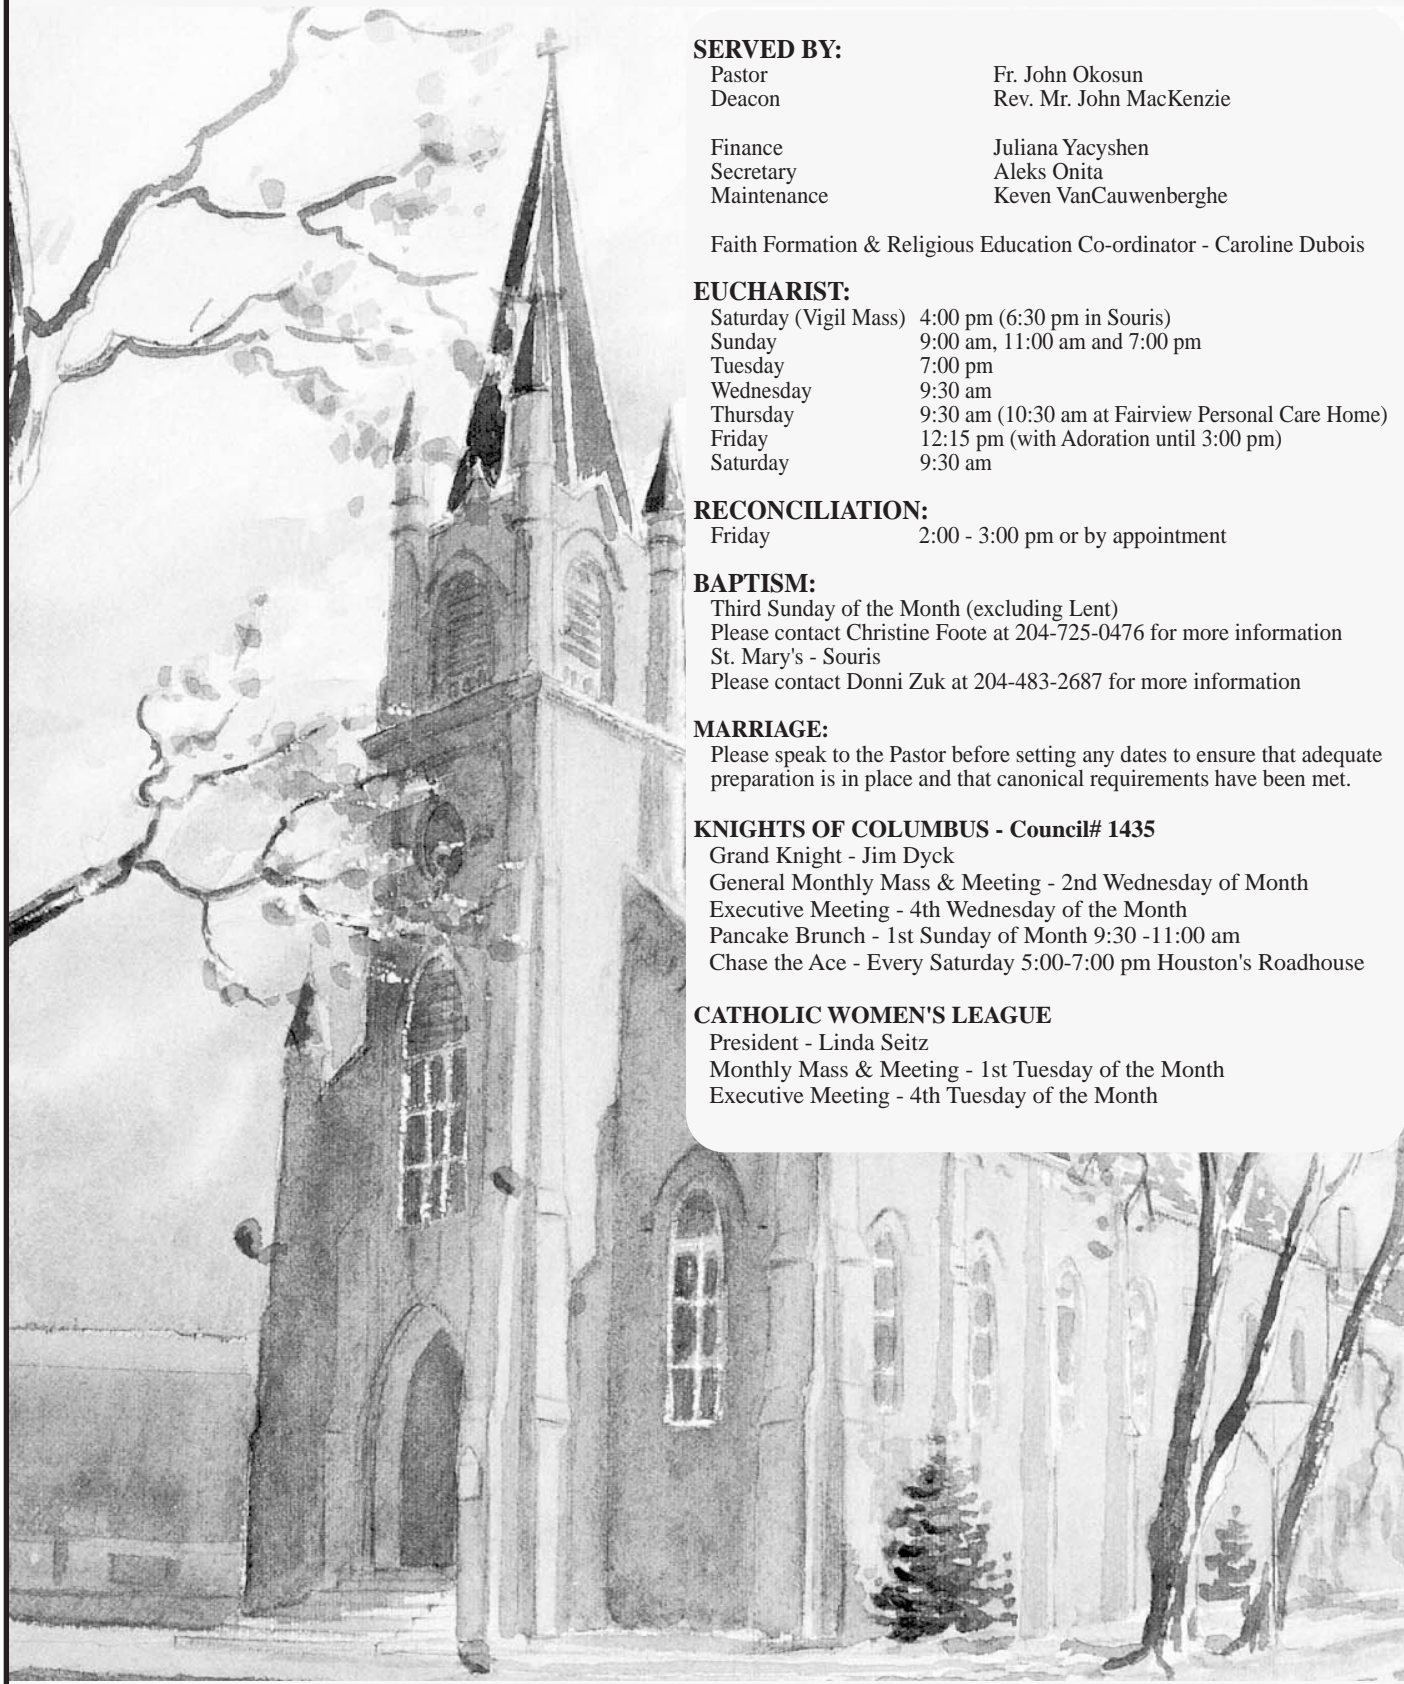 SERVED BY:
Pastor Fr. John Okosun
Deacon Rev. Mr. John MacKenzie
Finance Juliana Yacyshen
Secretary Aleks Onita
Maintenance Keven VanCauwenberghe
Faith Formation & Religious Education Co-ordinator - Caroline Dubois
EUCHARIST:
Saturday (Vigil Mass) 4:00 pm (6:30 pm in Souris)
Sunday 9:00 am, 11:00 am and 7:00 pm
Tuesday 7:00 pm
Wednesday 9:30 am
Thursday 9:30 am (10:30 am at Fairview Personal Care Home)
Friday 12:15 pm (with Adoration until 3:00 pm)
Saturday 9:30 am
RECONCILIATION:
Friday 2:00 - 3:00 pm or by appointment
BAPTISM:
Third Sunday of the Month (excluding Lent)
Please contact Christine Foote at 204-725-0476 for more information
St. Mary's - Souris
Please contact Donni Zuk at 204-483-2687 for more information
MARRIAGE:
Please speak to the Pastor before setting any dates to ensure that adequate
preparation is in place and that canonical requirements have been met.
KNIGHTS OF COLUMBUS - Council# 1435
Grand Knight - Jim Dyck
General Monthly Mass & Meeting - 2nd Wednesday of Month
Executive Meeting - 4th Wednesday of the Month
Pancake Brunch - 1st Sunday of Month 9:30 -11:00 am
Chase the Ace - Every Saturday 5:00-7:00 pm Houston's Roadhouse
CATHOLIC WOMEN'S LEAGUE
President - Linda Seitz
Monthly Mass & Meeting - 1st Tuesday of the Month
Executive Meeting - 4th Tuesday of the Month